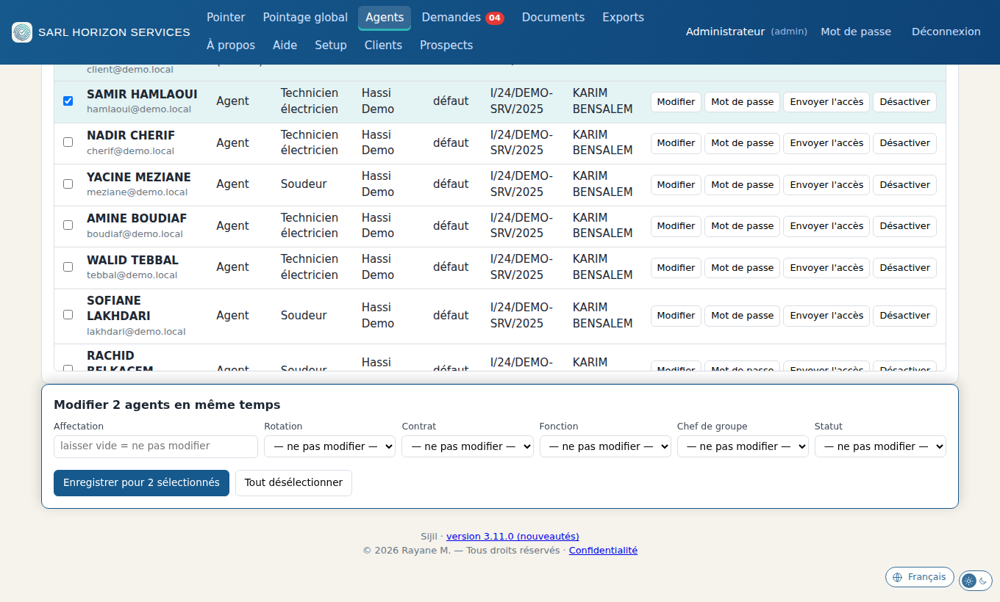 SARL HORIZON SERVICES
Pointer
Pointage global
Agents
Demandes 04
Documents
Exports
À propos
Aide
Setup
Clients
Prospects
Administrateur (admin)
Mot de passe
Déconnexion
client@demo.local
SAMIR HAMLAOUI
hamlaoui@demo.local
Agent
Technicien
électricien
Hassi
Demo
défaut
I/24/DEMO-
SRV/2025
KARIM
BENSALEM
Modifier
Mot de passe
Envoyer l'accès
Désactiver
NADIR CHERIF
cherif@demo.local
Agent
Technicien
électricien
Hassi
Demo
défaut
I/24/DEMO-
SRV/2025
KARIM
BENSALEM
Modifier
Mot de passe
Envoyer l'accès
Désactiver
YACINE MEZIANE
meziane@demo.local
Agent
Soudeur
Hassi
Demo
défaut
I/24/DEMO-
SRV/2025
KARIM
BENSALEM
Modifier
Mot de passe
Envoyer l'accès
Désactiver
AMINE BOUDIAF
boudiaf@demo.local
Agent
Technicien
électricien
Hassi
Demo
défaut
I/24/DEMO-
SRV/2025
KARIM
BENSALEM
Modifier
Mot de passe
Envoyer l'accès
Désactiver
WALID TEBBAL
tebbal@demo.local
Agent
Technicien
électricien
Hassi
Demo
défaut
I/24/DEMO-
SRV/2025
KARIM
BENSALEM
Modifier
Mot de passe
Envoyer l'accès
Désactiver
SOFIANE
LAKHDARI
lakhdari@demo.local
Agent
Soudeur
Hassi
Demo
défaut
I/24/DEMO-
SRV/2025
KARIM
BENSALEM
Modifier
Mot de passe
Envoyer l'accès
Désactiver
RACHID
BELKACEM
Agent
Soudeur
Hassi
défaut
I/24/DEMO-
KARIM
Modifier
Mot de passe
Envoyer l'accès
Désactiver
Modifier 2 agents en même temps
Affectation
laisser vide = ne pas modifier
Rotation
— ne pas modifier —
Contrat
— ne pas modifier —
Fonction
— ne pas modifier —
Chef de groupe
— ne pas modifier —
Statut
— ne pas modifier —
Enregistrer pour 2 sélectionnés
Tout désélectionner
Sijil · version 3.11.0 (nouveautés)
© 2026 Rayane M. — Tous droits réservés · Confidentialité
Français